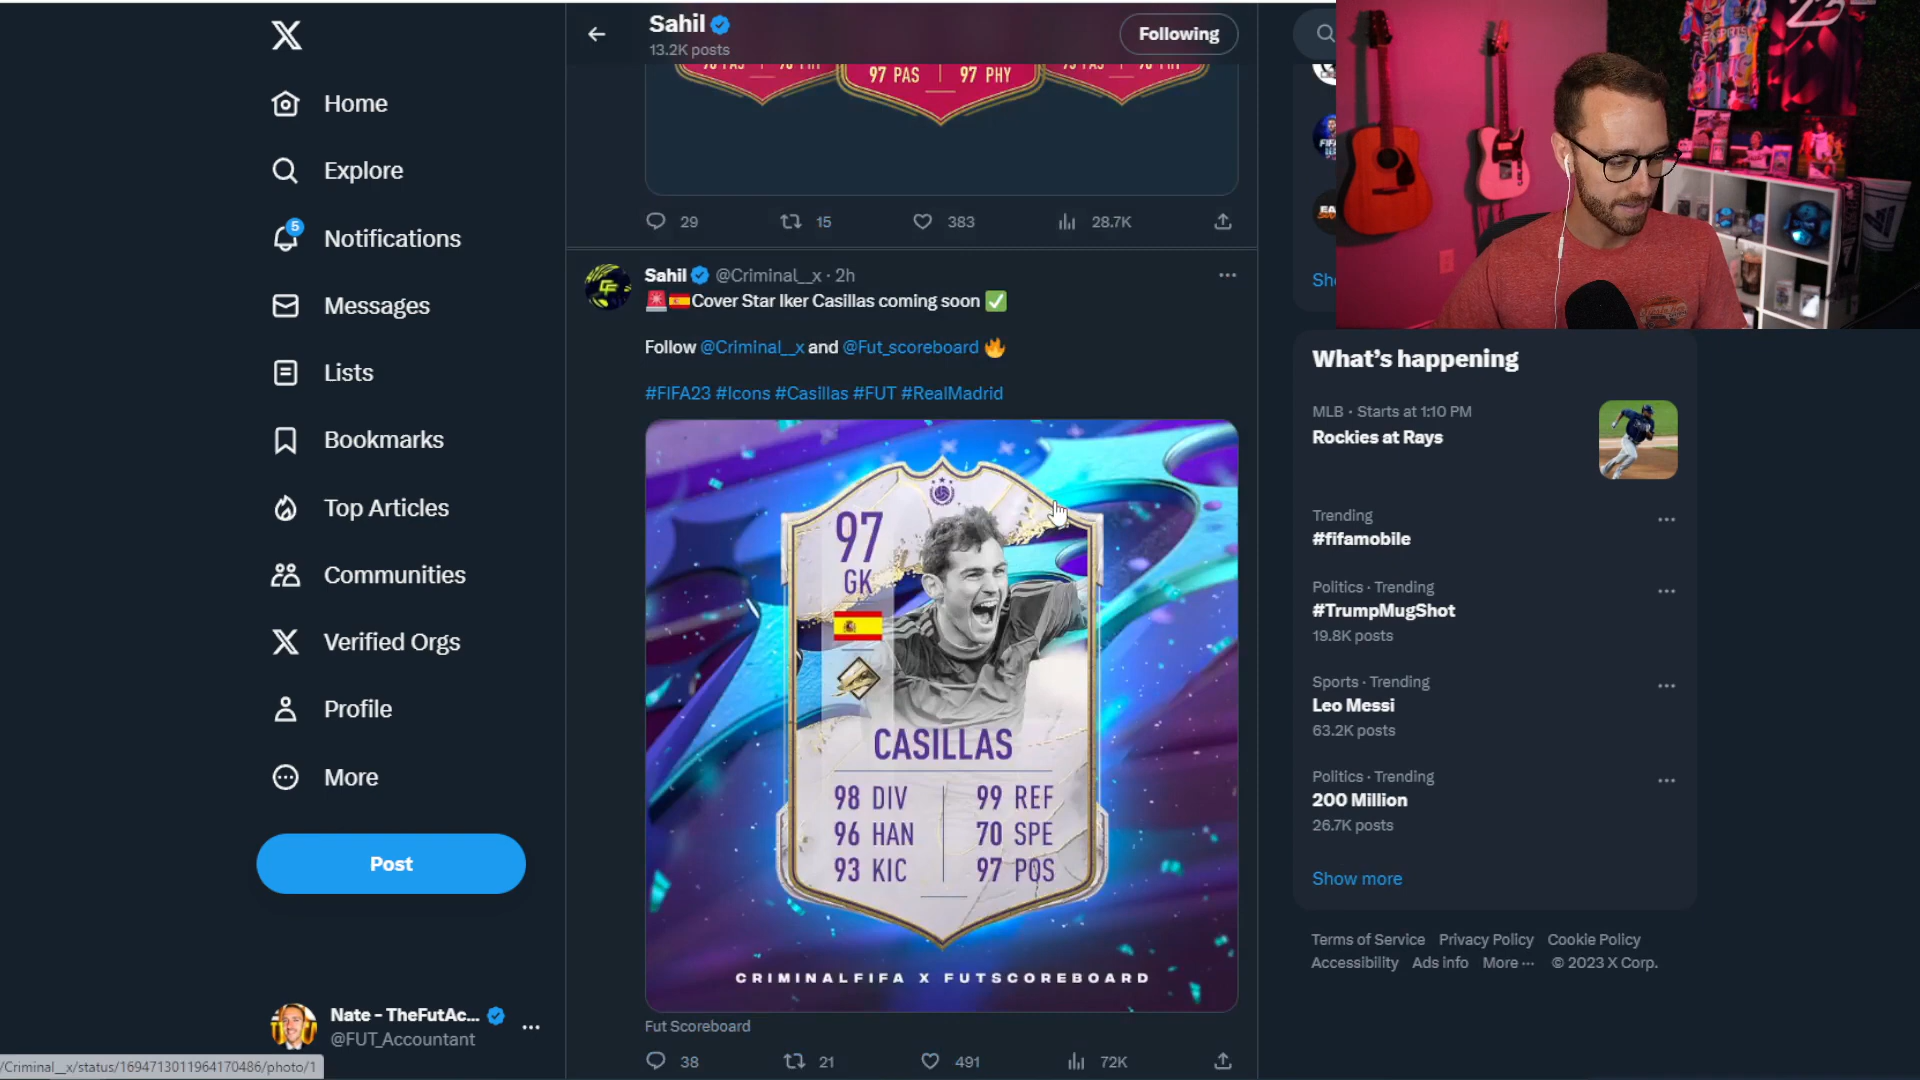 Home
Explore
5
Notifications
Messages
Lists
Bookmarks
Top Articles
Communities
Verified Orgs
Profile
More
Post
Nate - TheFutAc...
@FUT_Accountant
/Criminal__x/status/1694713011964170486/photo/1
Sahil
13.2K posts
Following
97 PAS 97 PHY
29 15 383 28.7K
Sahil @Criminal__x · 2h
Cover Star Iker Casillas coming soon
Follow @Criminal__x and @Fut_scoreboard
#FIFA23 #Icons #Casillas #FUT #RealMadrid
97
GK
CASILLAS
98 DIV 99 REF
96 HAN 70 SPE
93 KIC 97 POS
CRIMINALFIFA X FUTSCOREBOARD
Fut Scoreboard
38 21 491 72K
What's happening
MLB · Starts at 1:10 PM
Rockies at Rays
Trending
#fifamobile
Politics · Trending
#TrumpMugShot
19.8K posts
Sports · Trending
Leo Messi
63.2K posts
Politics · Trending
200 Million
26.7K posts
Show more
Terms of Service Privacy Policy Cookie Policy
Accessibility Ads info More ··· © 2023 X Corp.